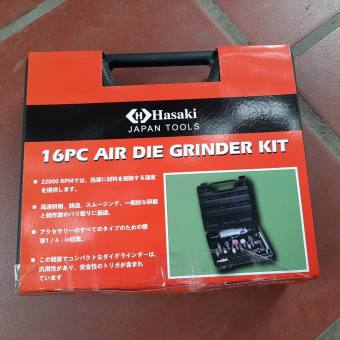 Hasaki
JAPAN TOOLS
16PC AIR DIE GRINDER KIT
22000 RPMでは、迅速に材料を削除する速度
を提供します。
高速研磨、鋳造、スムージング、一般的な研磨
と軽作業のバリ取りに最適。
アクセサリーのすべてのタイプのための標
準1 / 4 - in収集。
この軽量でコンパクトなダイグラインダーは、
汎用性があり、安全性のトリガが含まれ
ています